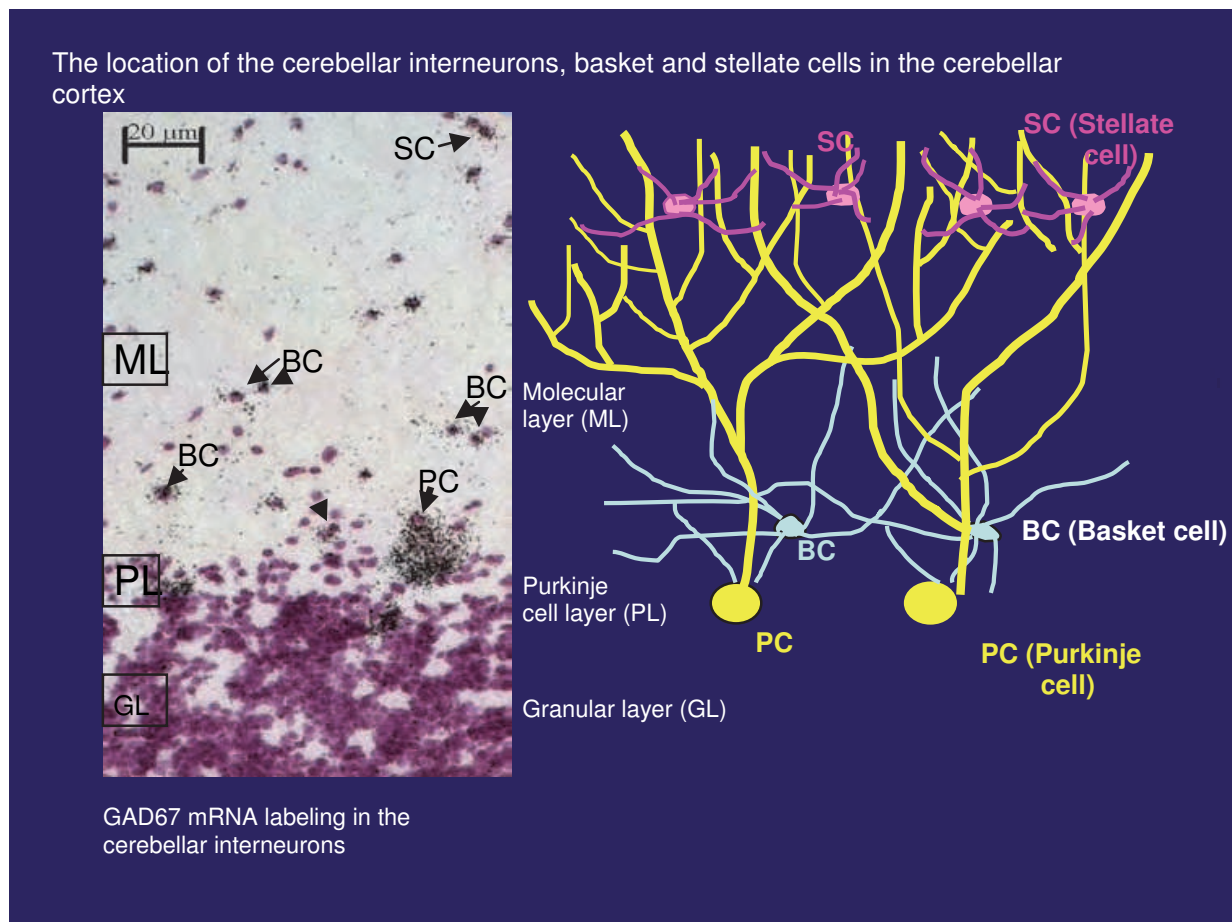 The location of the cerebellar interneurons, basket and stellate cells in the cerebellar
cortex
20 µm
SC
ML
BC
BC
BC
PC
PL
GL
SC
SC (Stellate
cell)
Molecular
layer (ML)
BC
BC (Basket cell)
Purkinje
cell layer (PL)
PC
PC (Purkinje
cell)
Granular layer (GL)
GAD67 mRNA labeling in the
cerebellar interneurons